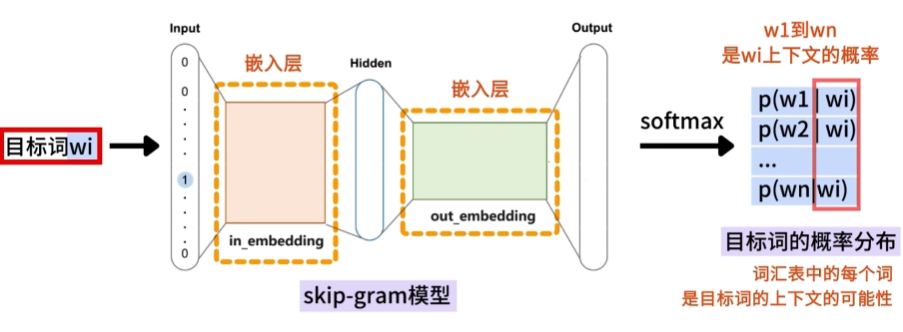 Input
Output
w1到wn
是wi上下文的概率
嵌入层
Hidden
嵌入层
0
0
1
0
目标词wi
softmax
p(w1 | wi)
p(w2 | wi)
...
p(wn|wi)
in_embedding
out_embedding
目标词的概率分布
skip-gram模型
词汇表中的每个词
是目标词的上下文的可能性